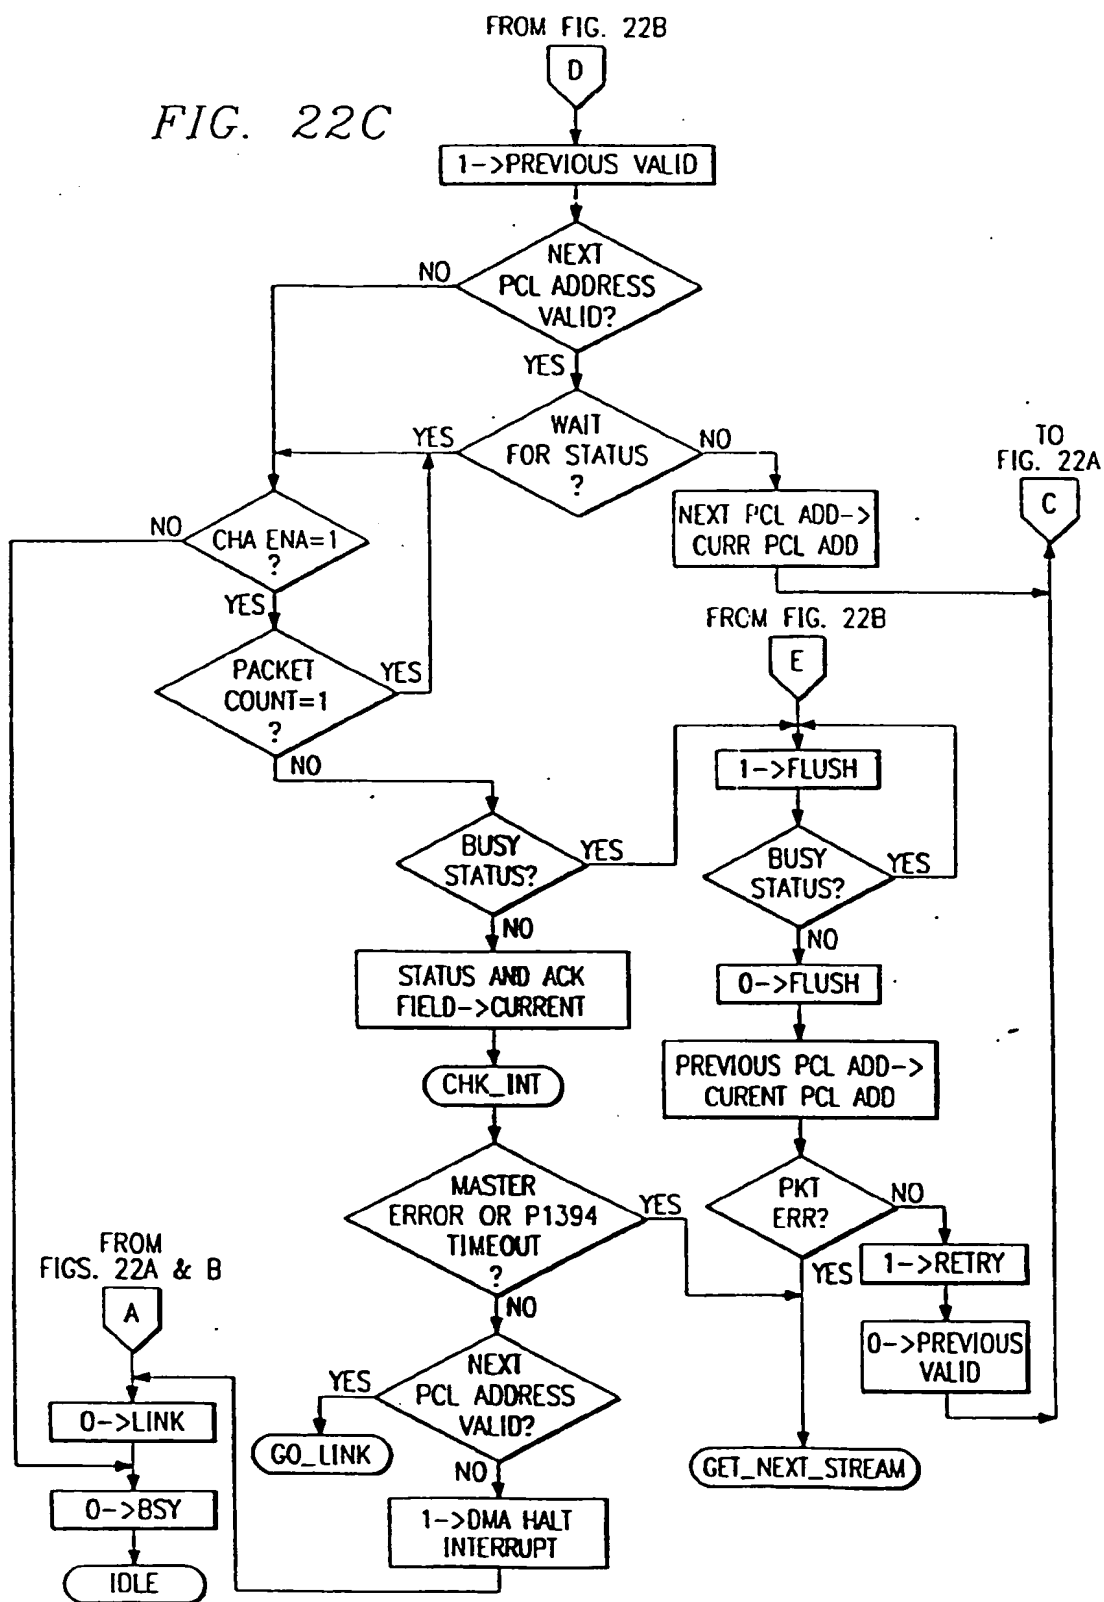 FROM FIG. 22B
D
FIG. 22C
1->PREVIOUS VALID
NEXT
PCL ADDRESS
VALID?
NO
YES
WAIT
FOR STATUS
?
YES
NO
NEXT PCL ADD->
CURR PCL ADD
TO
FIG. 22A
C
CHA ENA=1
?
NO
YES
PACKET
COUNT=1
?
YES
NO
FROM FIG. 22B
E
1->FLUSH
BUSY
STATUS?
YES
NO
BUSY
STATUS?
YES
NO
STATUS AND ACK
FIELD->CURRENT
0->FLUSH
CHK_INT
PREVIOUS PCL ADD->
CURENT PCL ADD
MASTER
ERROR OR P1394
TIMEOUT
?
YES
NO
PKT
ERR?
NO
YES
1->RETRY
0->PREVIOUS
VALID
FROM
FIGS. 22A & B
A
0->LINK
0->BSY
IDLE
NEXT
PCL ADDRESS
VALID?
YES
NO
GO_LINK
GET_NEXT_STREAM
1->DMA HALT
INTERRUPT